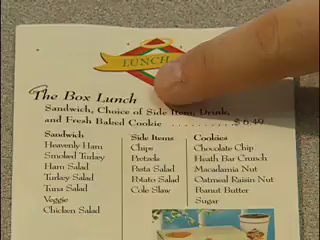 LUNCH
The Box Lunch
Sandwich, Choice of Side Item, Drink,
and Fresh Baked Cookie . . . . . . . . . . $6.49
Sandwich
Heavenly Ham
Smoked Turkey
Ham Salad
Turkey Salad
Tuna Salad
Veggie
Chicken Salad
Side Items
Chips
Pretzels
Pasta Salad
Potato Salad
Cole Slaw
Cookies
Chocolate Chip
Heath Bar Crunch
Macadamia Nut
Oatmeal Raisin Nut
Peanut Butter
Sugar